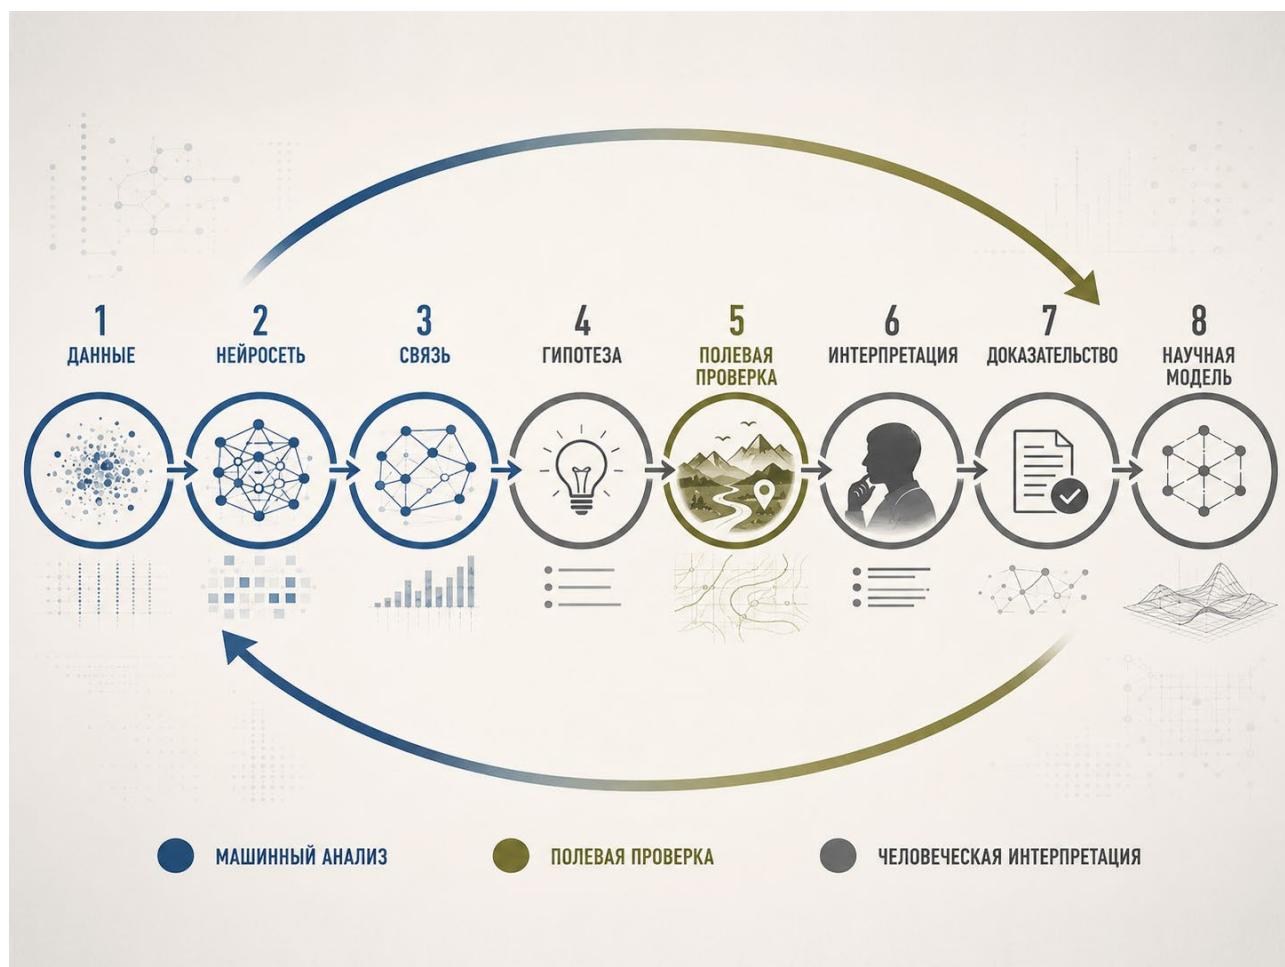 1
ДАННЫЕ
2
НЕЙРОСЕТЬ
3
СВЯЗЬ
4
ГИПОТЕЗА
5
ПОЛЕВАЯ
ПРОВЕРКА
6
ИНТЕРПРЕТАЦИЯ
7
ДОКАЗАТЕЛЬСТВО
8
НАУЧНАЯ
МОДЕЛЬ
МАШИННЫЙ АНАЛИЗ
ПОЛЕВАЯ ПРОВЕРКА
ЧЕЛОВЕЧЕСКАЯ ИНТЕРПРЕТАЦИЯ